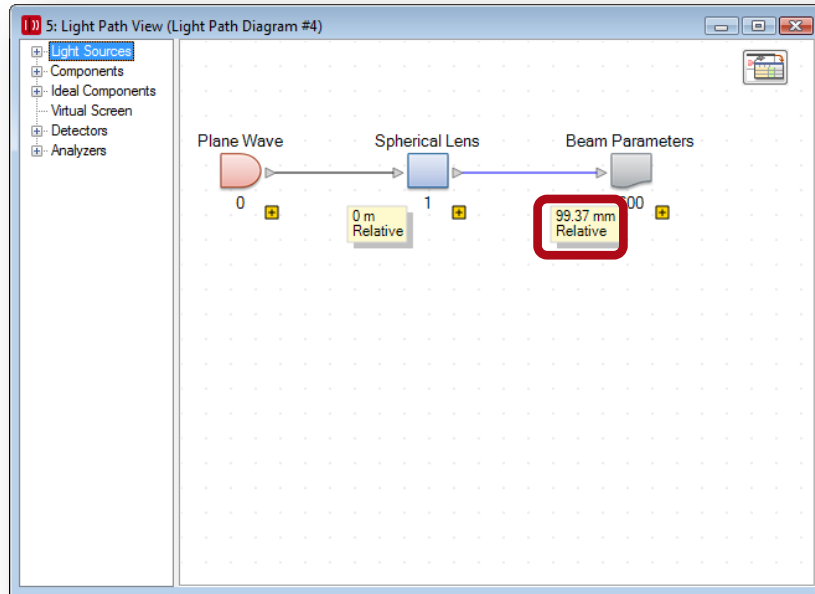 5: Light Path View (Light Path Diagram #4)
Light Sources
Components
Ideal Components
Virtual Screen
Detectors
Analyzers
Plane Wave
Spherical Lens
Beam Parameters
0
1
0 m
Relative
99.37 mm
Relative